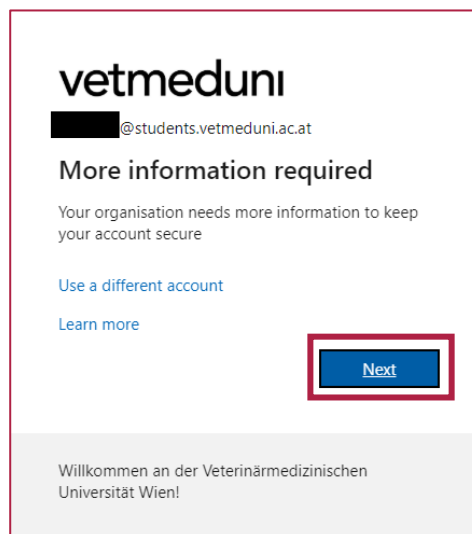 vetmeduni
@students.vetmeduni.ac.at
More information required
Your organisation needs more information to keep
your account secure
Use a different account
Learn more
Next
Willkommen an der Veterinärmedizinischen
Universität Wien!